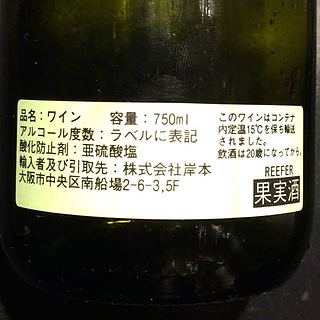 品名：ワイン　容量：750ml
アルコール度数：ラベルに表記
酸化防止剤：亜硫酸塩
輸入者及び引取先：株式会社岸本
大阪市中央区南船場2-6-3,5F
このワインはコンテナ
内定温15℃を保ち輸送
されました。
飲酒は20歳になってから。
REEFER
果実酒